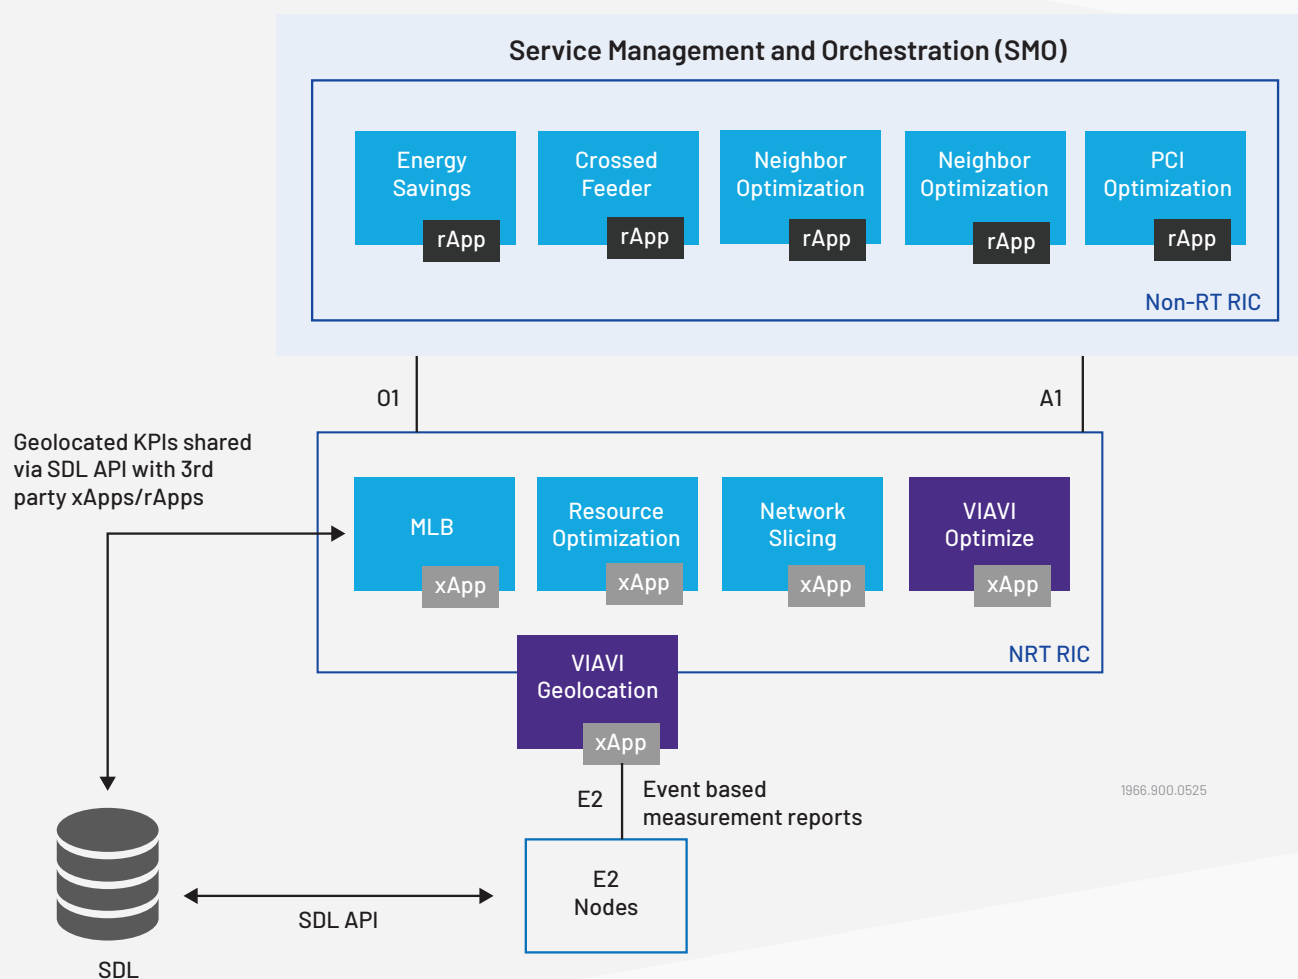 Service Management and Orchestration (SMO)
Energy
Savings
rApp
Crossed
Feeder
rApp
Neighbor
Optimization
rApp
Neighbor
Optimization
rApp
PCI
Optimization
rApp
Non-RT RIC
O1
A1
Geolocated KPIs shared
via SDL API with 3rd
party xApps/rApps
MLB
xApp
Resource
Optimization
xApp
Network
Slicing
xApp
VIAVI
Optimize
xApp
NRT RIC
VIAVI
Geolocation
xApp
E2
Event based
measurement reports
1966.900.0525
E2
Nodes
SDL API
SDL